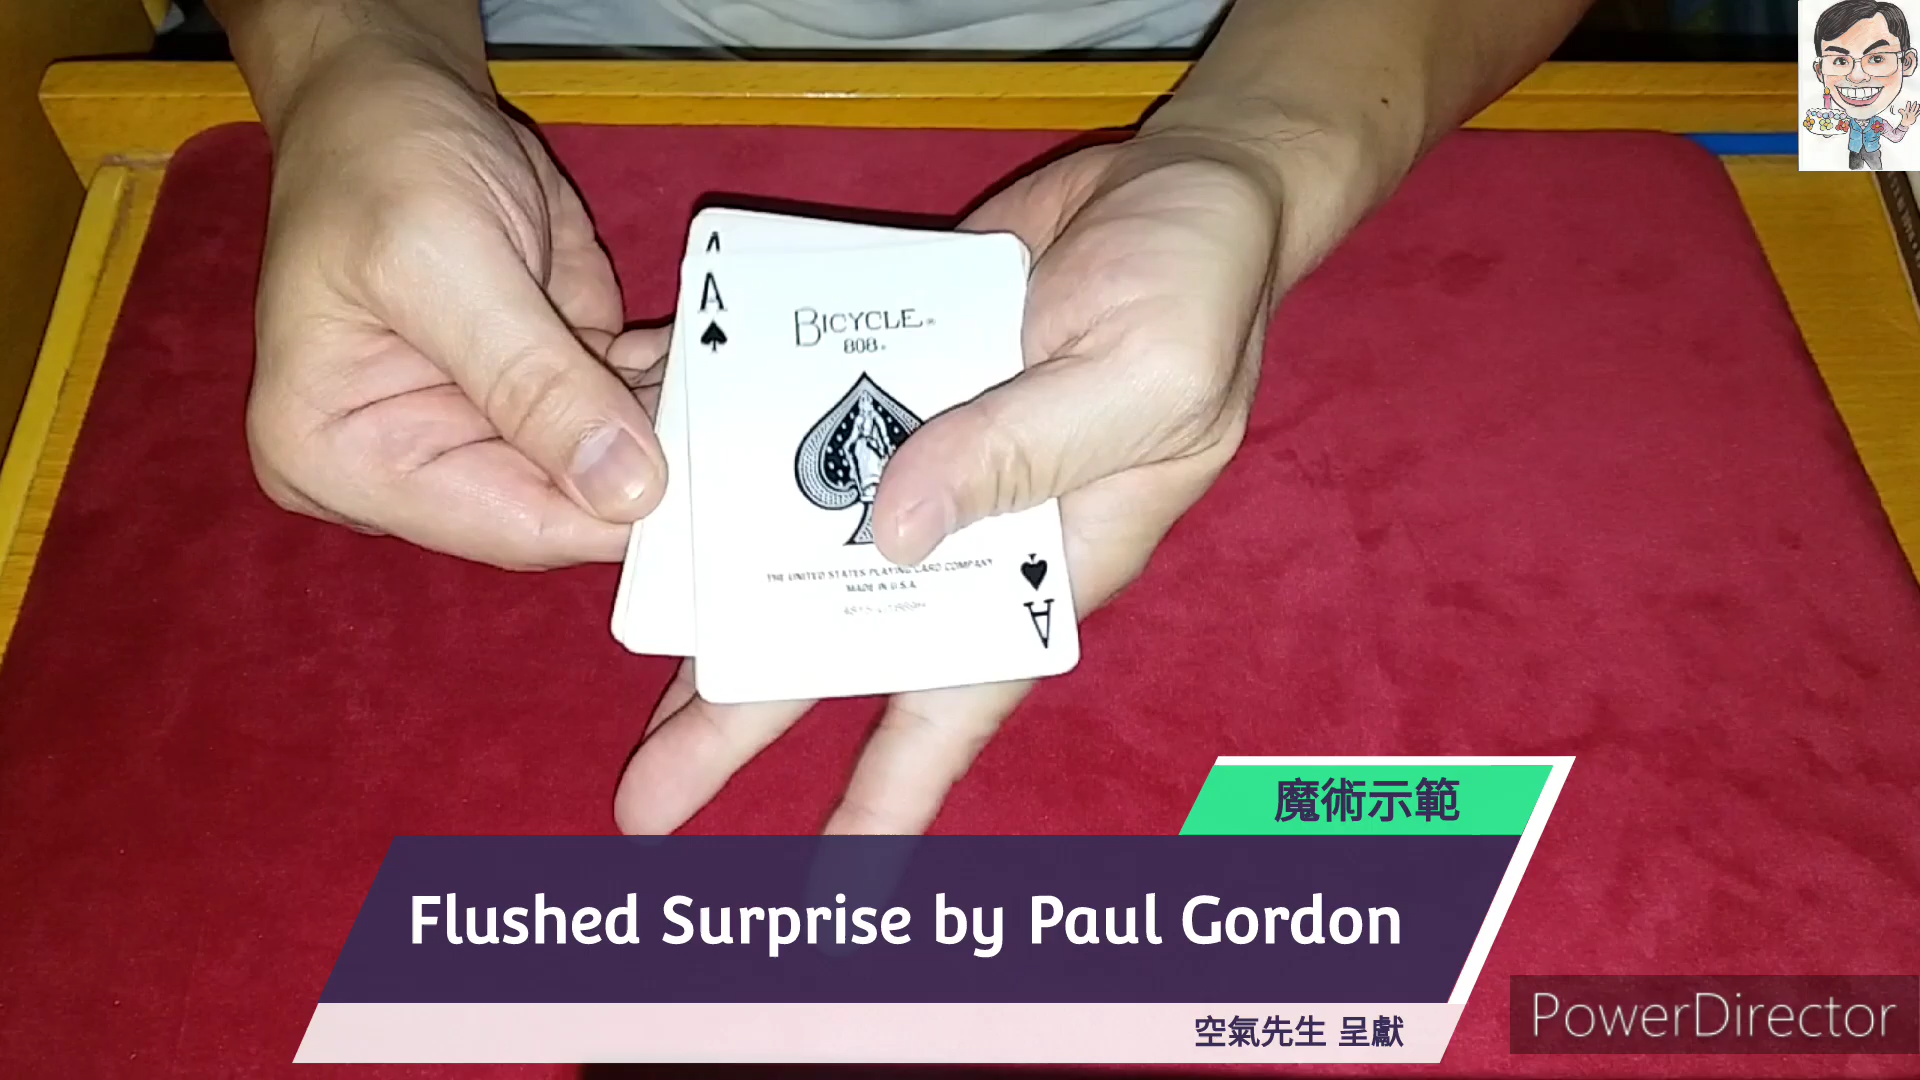 A
A
BICYCLE®
808®
THE UNITED STATES PLAYING CARD COMPANY
MADE IN U.S.A.
A
魔術示範
Flushed Surprise by Paul Gordon
空氣先生 呈獻
PowerDirector